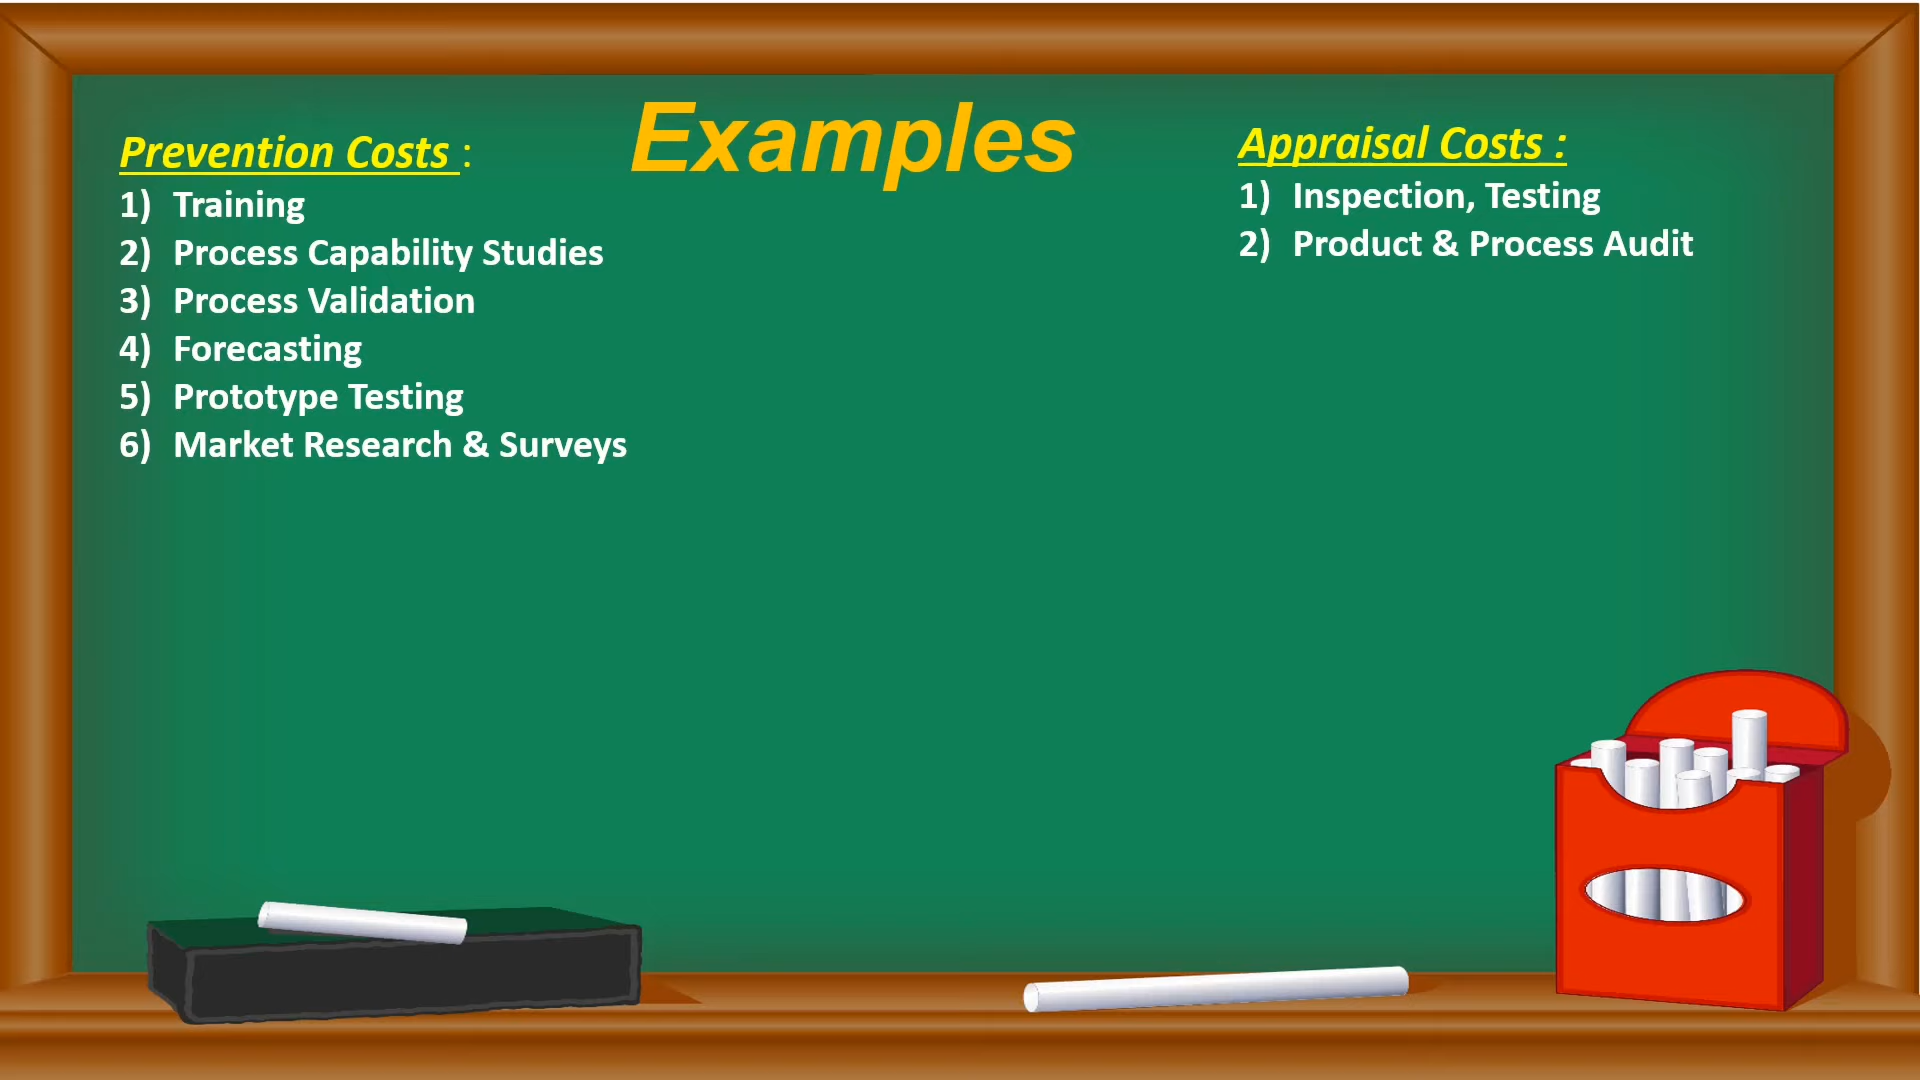 Examples
Prevention Costs :
1) Training
2) Process Capability Studies
3) Process Validation
4) Forecasting
5) Prototype Testing
6) Market Research & Surveys
Appraisal Costs :
1) Inspection, Testing
2) Product & Process Audit